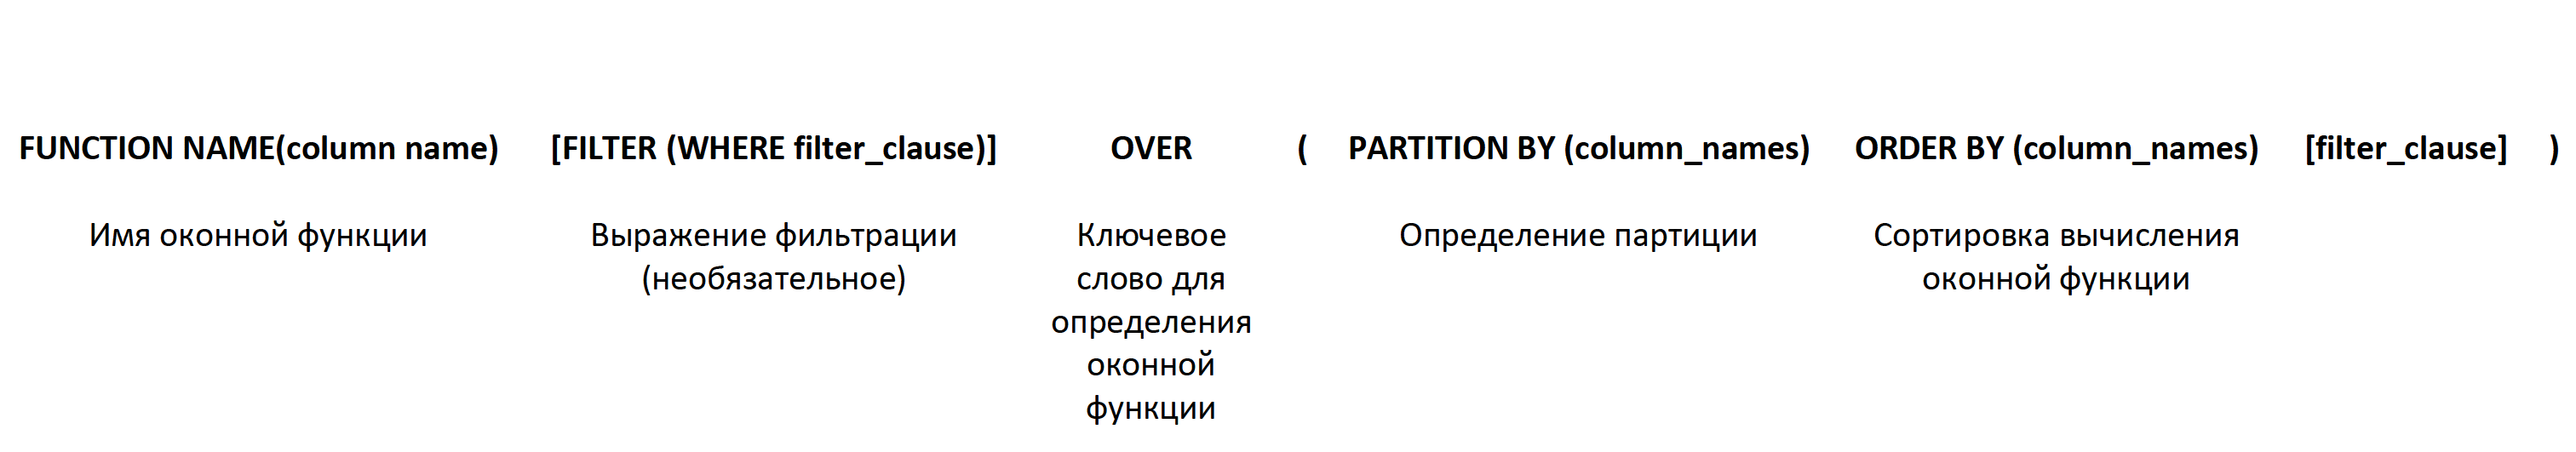 FUNCTION NAME(column name) [FILTER (WHERE filter_clause)] OVER ( PARTITION BY (column_names) ORDER BY (column_names) [filter_clause] )
Имя оконной функции
Выражение фильтрации
(необязательное)
Ключевое
слово для
определения
оконной
функции
Определение партиции
Сортировка вычисления
оконной функции